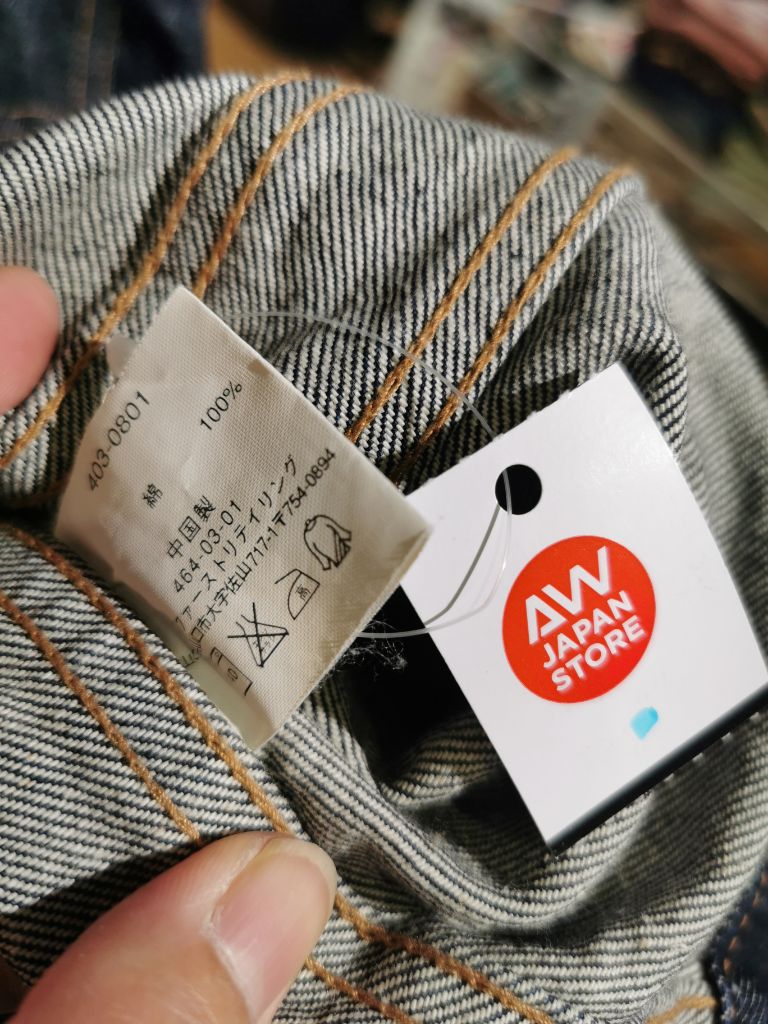 403-0801
綿 100%
中国製
464-03-01
ファーストリテイリング
口市大字佐山717-1〒754-0894
高
AW
JAPAN
STORE